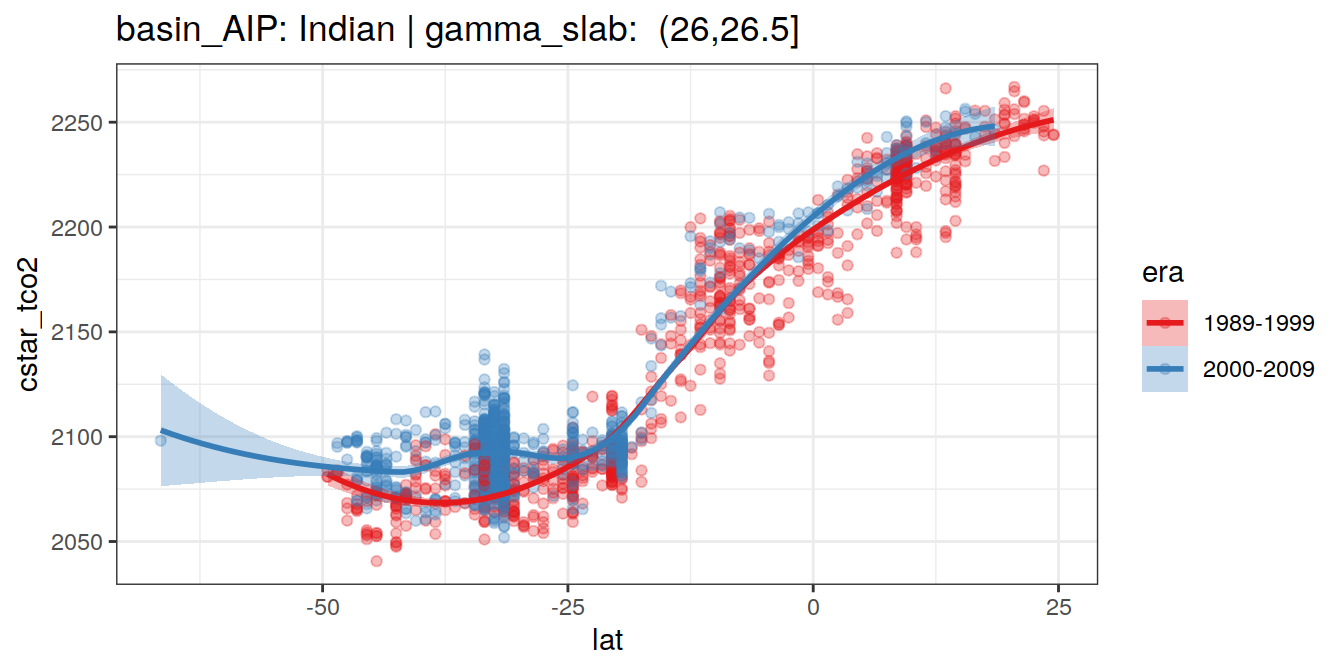 basin_AIP: Indian | gamma_slab:  (26,26.5]
cstar_tco2
2250
2200
2150
2100
2050
-50
-25
0
25
lat
era
1989-1999
2000-2009